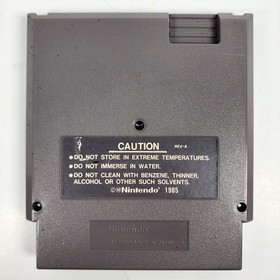 CAUTION REV-A
•DO NOT STORE IN EXTREME TEMPERATURES.
•DO NOT IMMERSE IN WATER.
•DO NOT CLEAN WITH BENZENE, THINNER,
ALCOHOL OR OTHER SUCH SOLVENTS.
©Ⓜ Nintendo® 1985
Nintendo